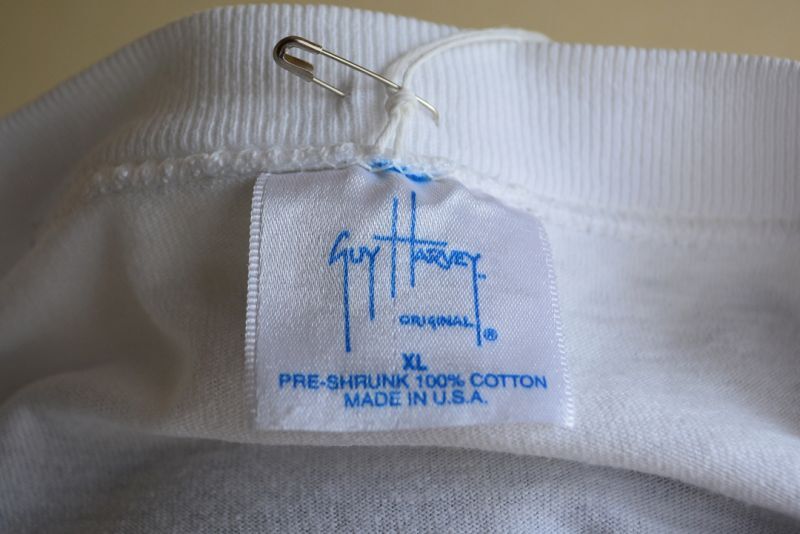 GUY HARVEY
ORIGINAL ®
XL
PRE-SHRUNK 100% COTTON
MADE IN U.S.A.